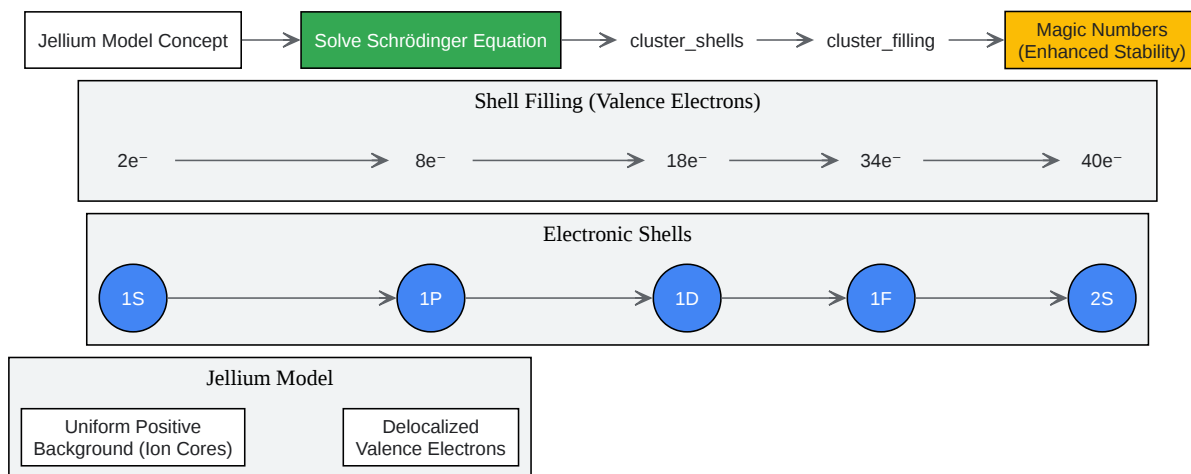 Jellium Model Concept
Solve Schrödinger Equation
cluster_shells
cluster_filling
Magic Numbers
(Enhanced Stability)
Shell Filling (Valence Electrons)
2e⁻
8e⁻
18e⁻
34e⁻
40e⁻
Electronic Shells
1S
1P
1D
1F
2S
Jellium Model
Uniform Positive
Background (Ion Cores)
Delocalized
Valence Electrons